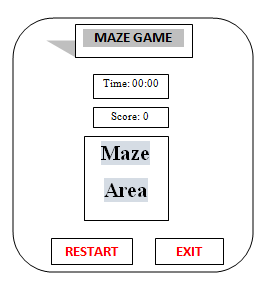 MAZE GAME
Time: 00:00
Score: 0
Maze
Area
RESTART EXIT